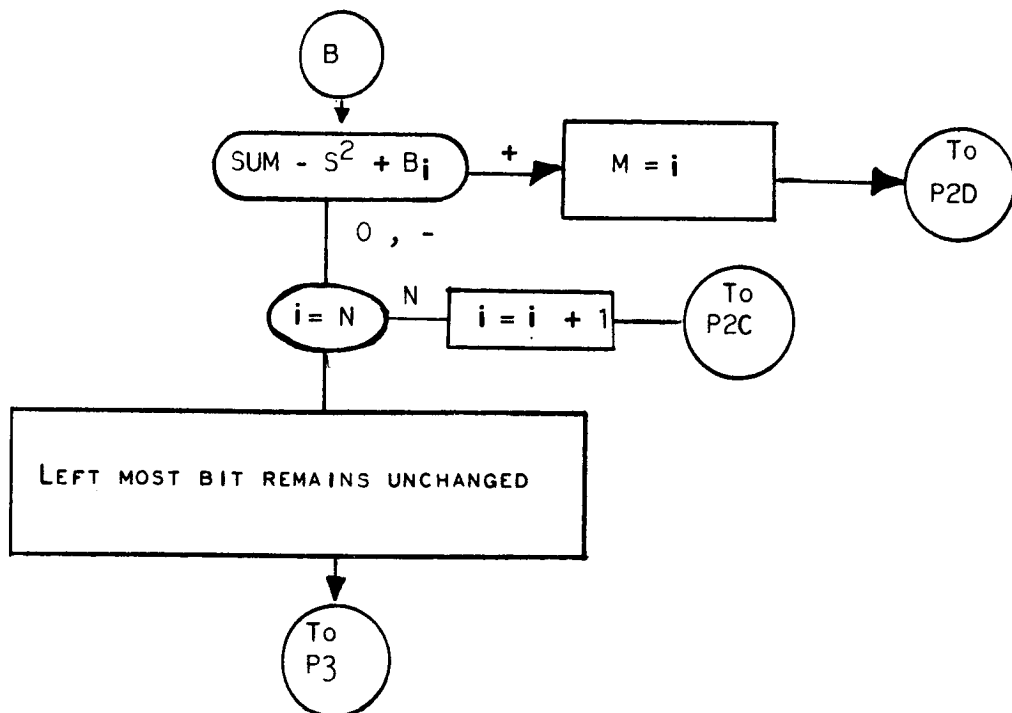 B
SUM - S² + Bi
+
M = i
To
P2D
0 , -
i = N
N
i = i + 1
To
P2C
LEFT MOST BIT REMAINS UNCHANGED
To
P3